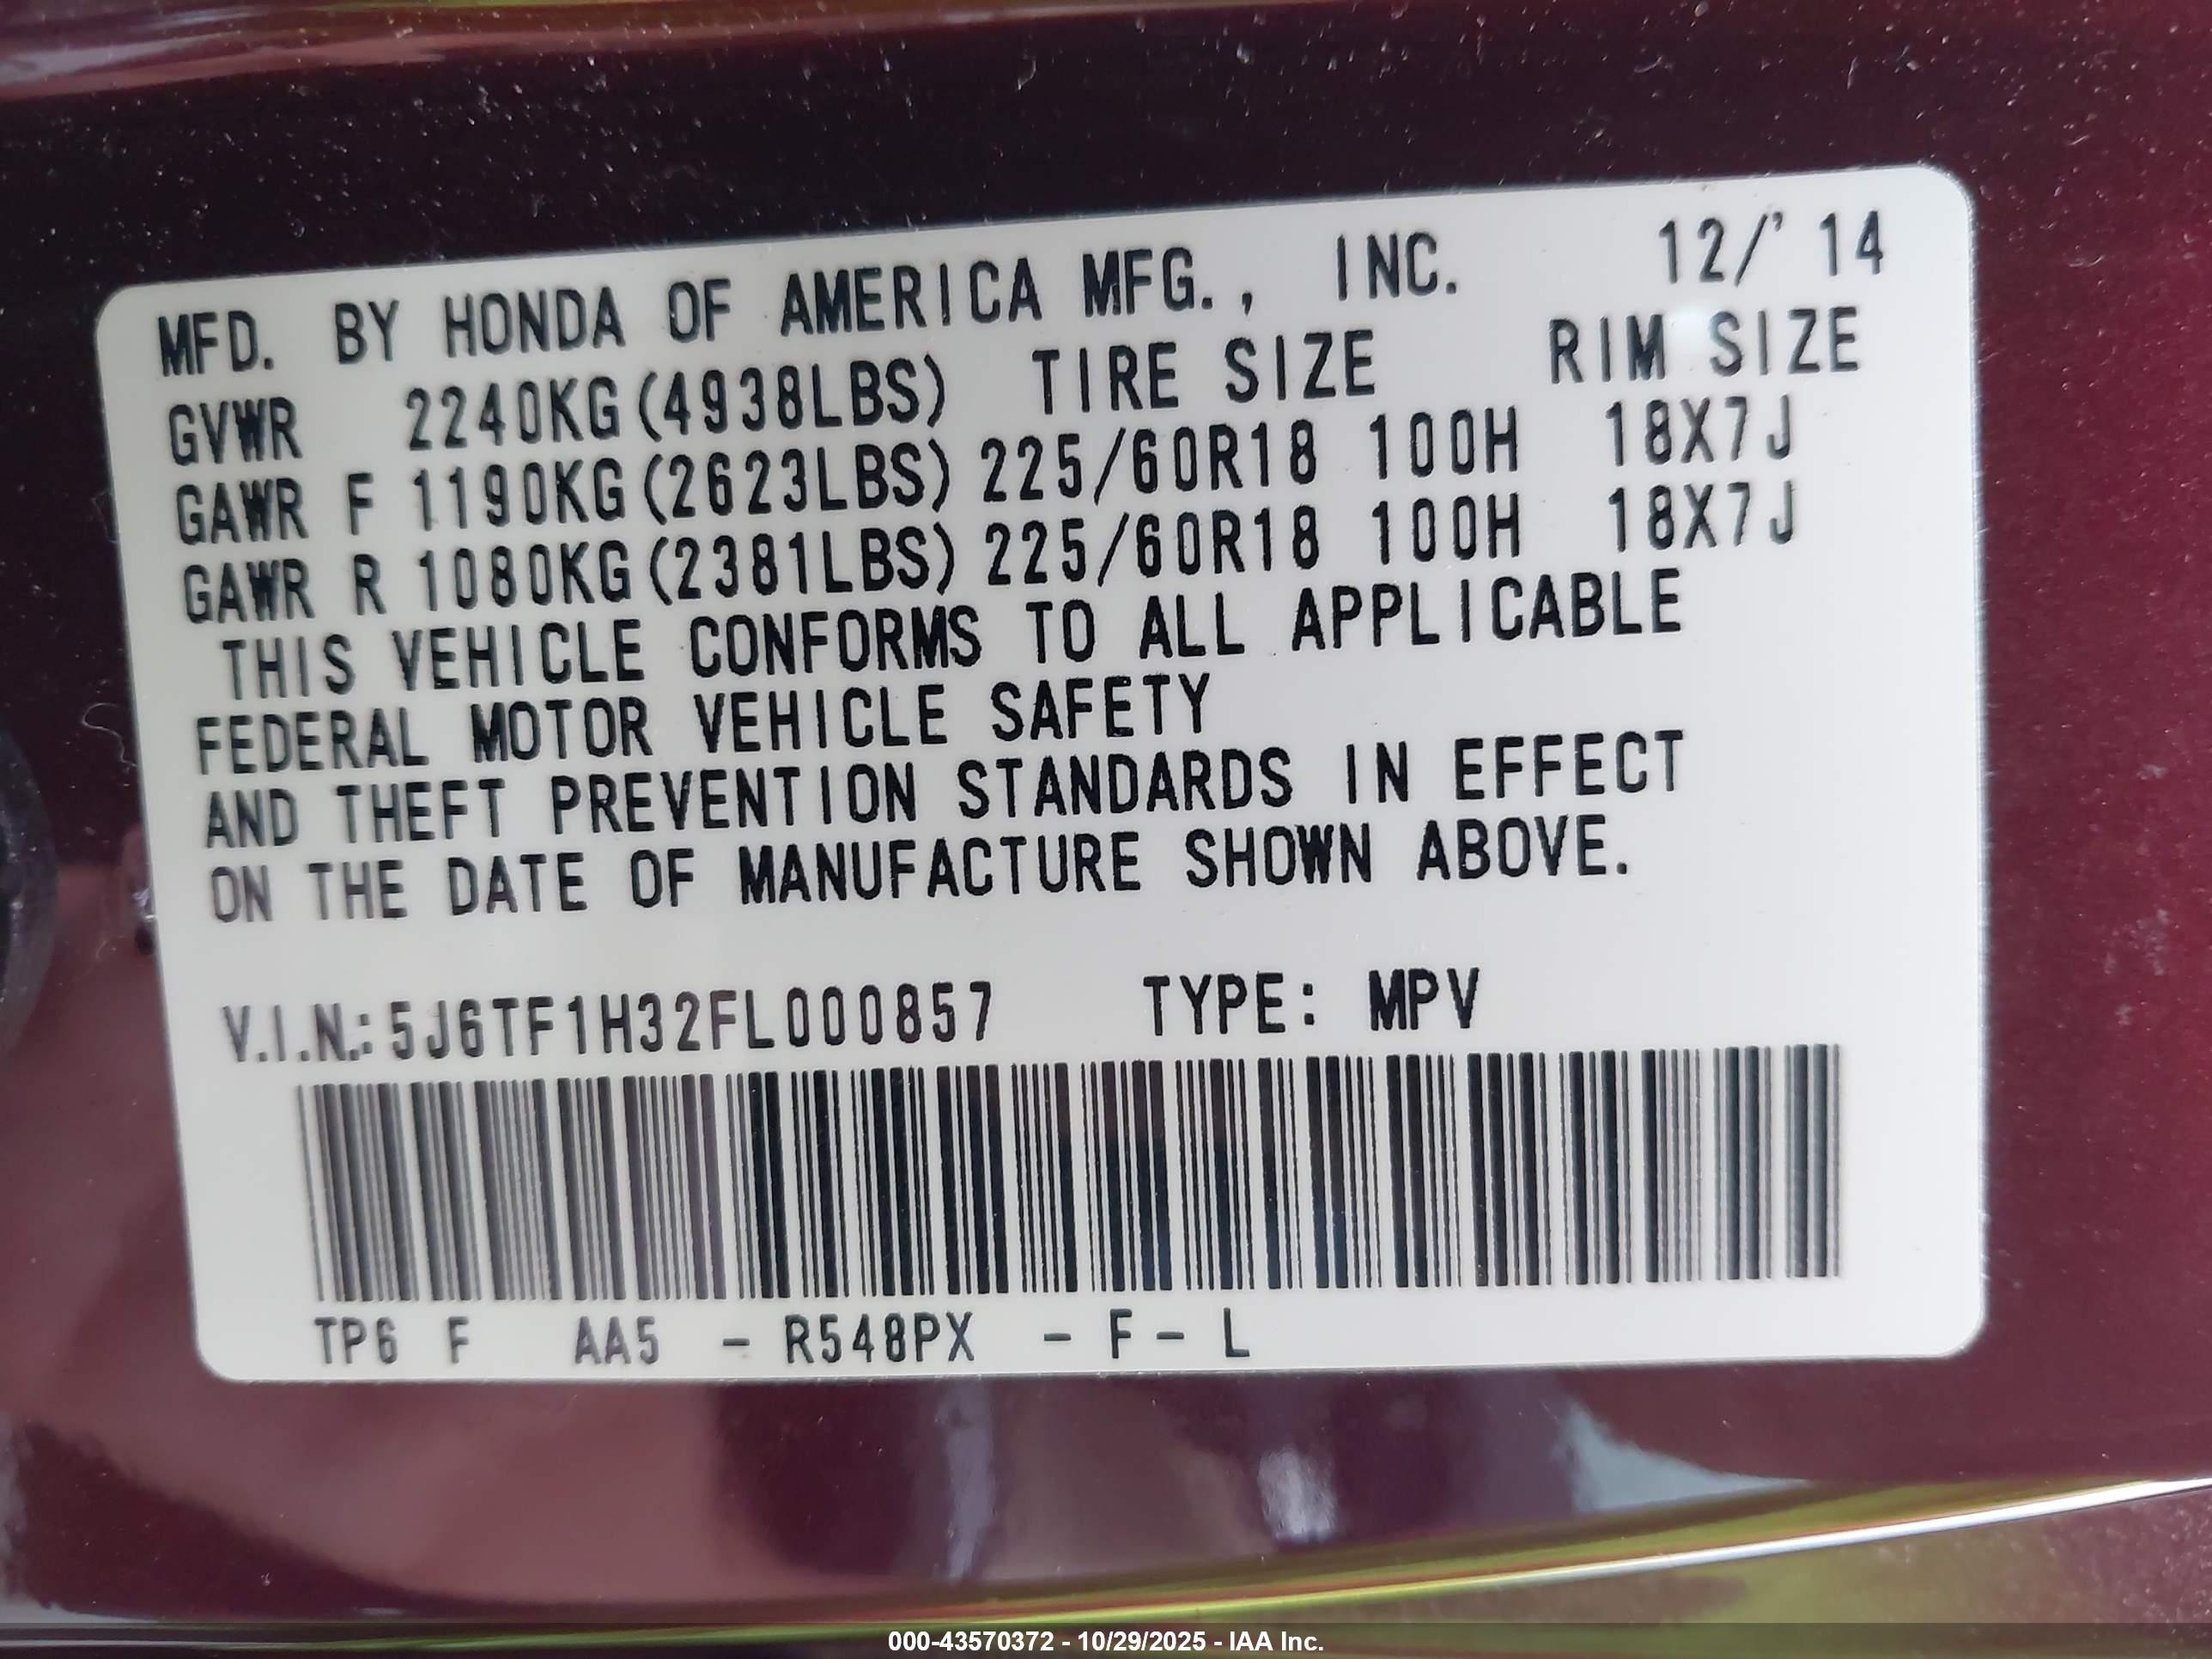 MFD. BY HONDA OF AMERICA MFG., INC. 12/'14
GVWR 2240KG(4938LBS) TIRE SIZE RIM SIZE
GAWR F 1190KG(2623LBS) 225/60R18 100H 18X7J
GAWR R 1080KG(2381LBS) 225/60R18 100H 18X7J
THIS VEHICLE CONFORMS TO ALL APPLICABLE
FEDERAL MOTOR VEHICLE SAFETY
AND THEFT PREVENTION STANDARDS IN EFFECT
ON THE DATE OF MANUFACTURE SHOWN ABOVE.
V.I.N.: 5J6TF1H32FL000857 TYPE: MPV
TP6 F AA5 - R548PX - F - L
000-43570372 - 10/29/2025 - IAA Inc.